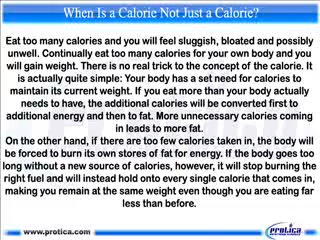 When Is a Calorie Not Just a Calorie?
Eat too many calories and you will feel sluggish, bloated and possibly
unwell. Continually eat too many calories for your own body and you
will gain weight. There is no real trick to the concept of the calorie. It
is actually quite simple: Your body has a set need for calories to
maintain its current weight. If you eat more than your body actually
needs to have, the additional calories will be converted first to
additional energy and then to fat. More unnecessary calories coming
in leads to more fat.
On the other hand, if there are too few calories taken in, the body will
be forced to burn its own stores of fat for energy. If the body goes too
long without a new source of calories, however, it will stop burning the
right fuel and will instead hold onto every single calorie that comes in,
making you remain at the same weight even though you are eating far
less than before.
www.protica.com
protica